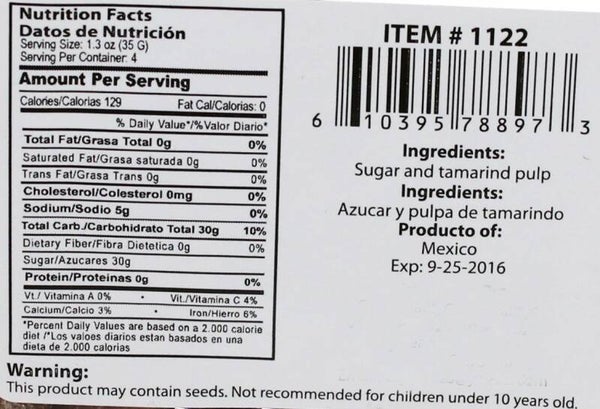 Nutrition Facts
Datos de Nutrición
Serving Size: 1.3 oz (35 G)
Serving Per Container: 4
Amount Per Serving
Calories/Calorias 129 Fat Cal/Calorias: 0
% Daily Value*/%Valor Diario*
Total Fat/Grasa Total 0g 0%
Saturated Fat/Grasa saturada 0g 0%
Trans Fat/Grasa Trans 0g 0%
Cholesterol/Colesterol 0mg 0%
Sodium/Sodio 5g 0%
Total Carb./Carbohidrato Total 30g 10%
Dietary Fiber/Fibra Dietetica 0g 0%
Sugar/Azucares 30g
Protein/Proteinas 0g 0%
Vt./ Vitamina A 0% • Vit./Vitamina C 4%
Calcium/Calcio 3% • Iron/Hierro 6%
*Percent Daily Values are based on a 2.000 calorie
diet /*Los valoes diarios estan basados en una
dieta de 2.000 calorias
ITEM # 1122
6 10395 78897 3
Ingredients:
Sugar and tamarind pulp
Ingredients:
Azucar y pulpa de tamarindo
Producto of:
Mexico
Exp: 9-25-2016
Warning:
This product may contain seeds. Not recommended for children under 10 years old.